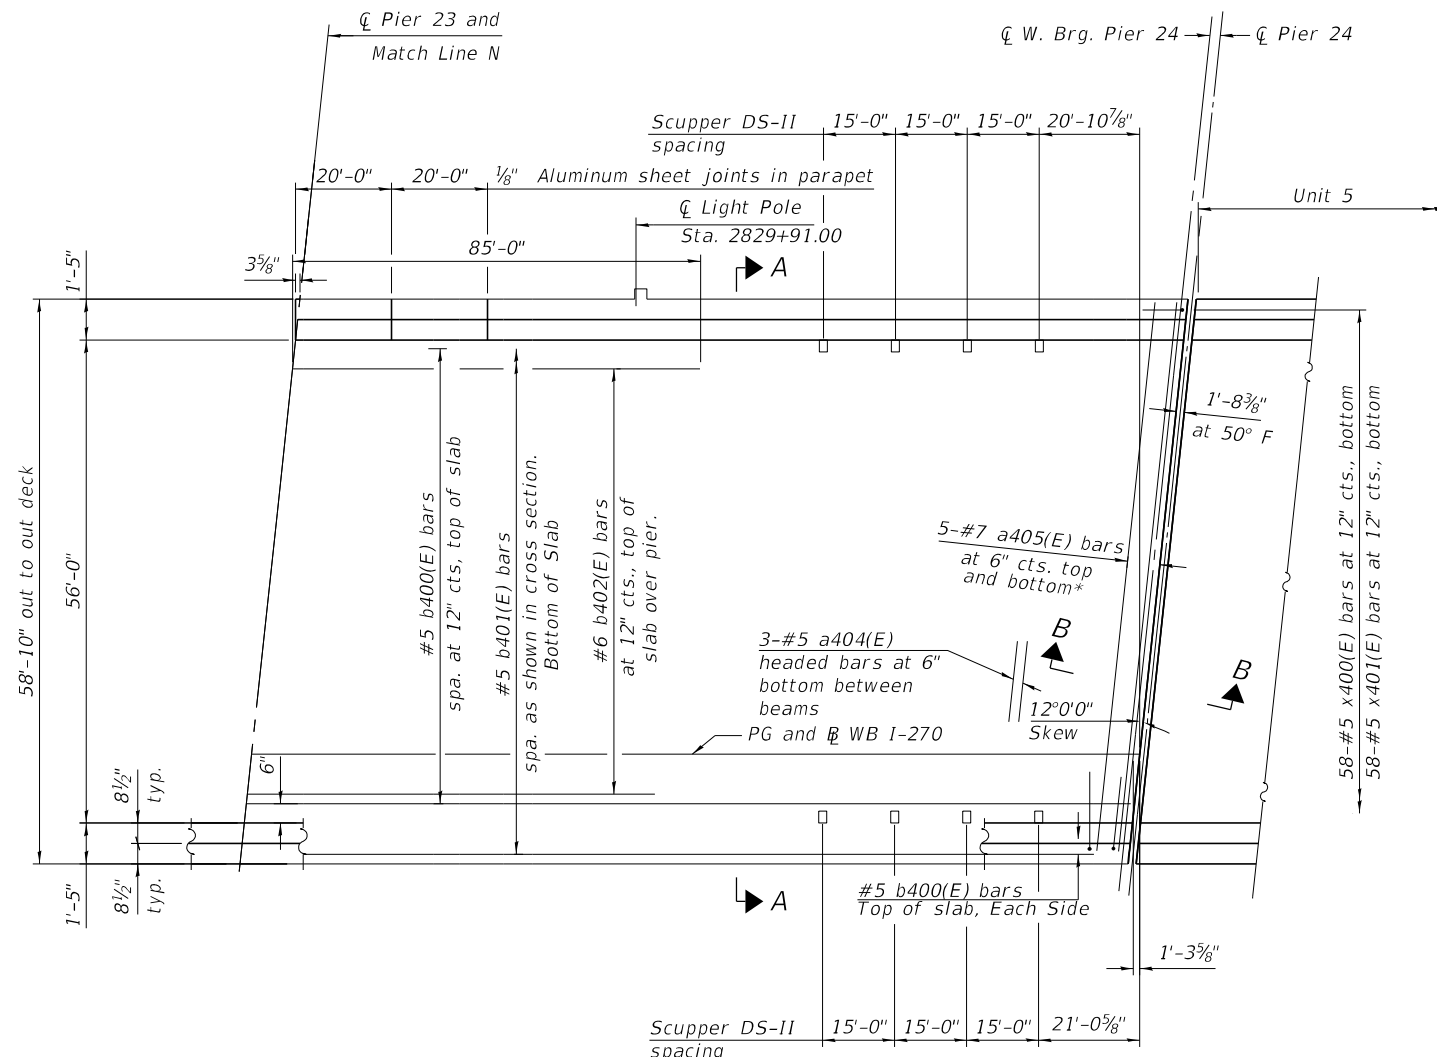 ℄ Pier 23 and
Match Line N
℄ W. Brg. Pier 24
℄ Pier 24
Scupper DS-II
spacing
15'-0"
15'-0"
15'-0"
20'-10⅞"
20'-0"
20'-0"
⅛" Aluminum sheet joints in parapet
Unit 5
℄ Light Pole
Sta. 2829+91.00
85'-0"
3⅝"
A
1'-5"
58'-10" out to out deck
56'-0"
#5 b400(E) bars
spa. at 12" cts, top of slab
#5 b401(E) bars
spa. as shown in cross section.
Bottom of Slab
#6 b402(E) bars
at 12" cts., top of
slab over pier.
1'-8⅜"
at 50° F
58-#5 x400(E) bars at 12" cts., bottom
58-#5 x401(E) bars at 12" cts., bottom
5-#7 a405(E) bars
at 6" cts. top
and bottom*
3-#5 a404(E)
headed bars at 6"
bottom between
beams
B
B
12°0'0"
Skew
PG and ℄ WB I-270
6"
8½"
typ.
8½"
typ.
1'-5"
#5 b400(E) bars
Top of slab, Each Side
A
1'-3⅝"
Scupper DS-II
spacing
15'-0"
15'-0"
15'-0"
21'-0⅝"